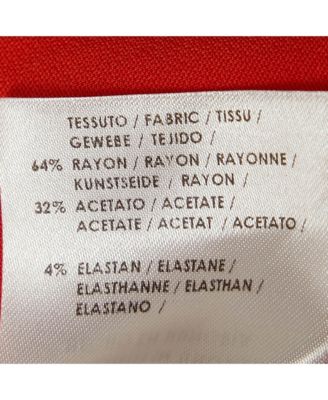 TESSUTO / FABRIC / TISSU /
GEWEBE / TEJIDO /
64% RAYON / RAYON / RAYONNE /
KUNSTSEIDE / RAYON /
32% ACETATO / ACETATE /
ACETATE / ACETAT / ACETATO /
4% ELASTAN / ELASTANE /
ELASTHANNE / ELASTHAN /
ELASTANO /